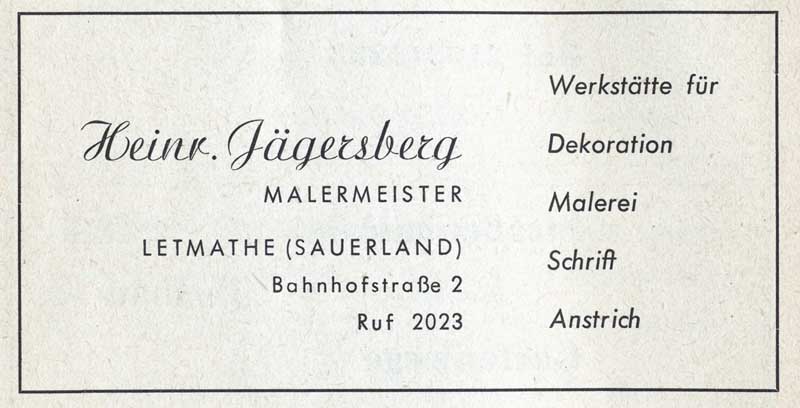 Heinr. Jägersberg
MALERMEISTER
LETMATHE (SAUERLAND)
Bahnhofstraße 2
Ruf 2023
Werkstätte für
Dekoration
Malerei
Schrift
Anstrich